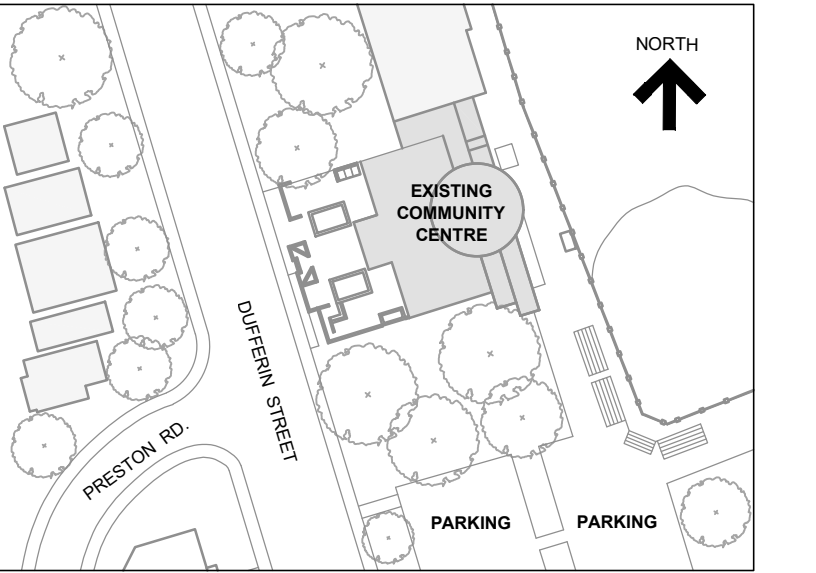 NORTH
EXISTING
COMMUNITY
CENTRE
DUFFERIN STREET
PRESTON RD.
PARKING
PARKING